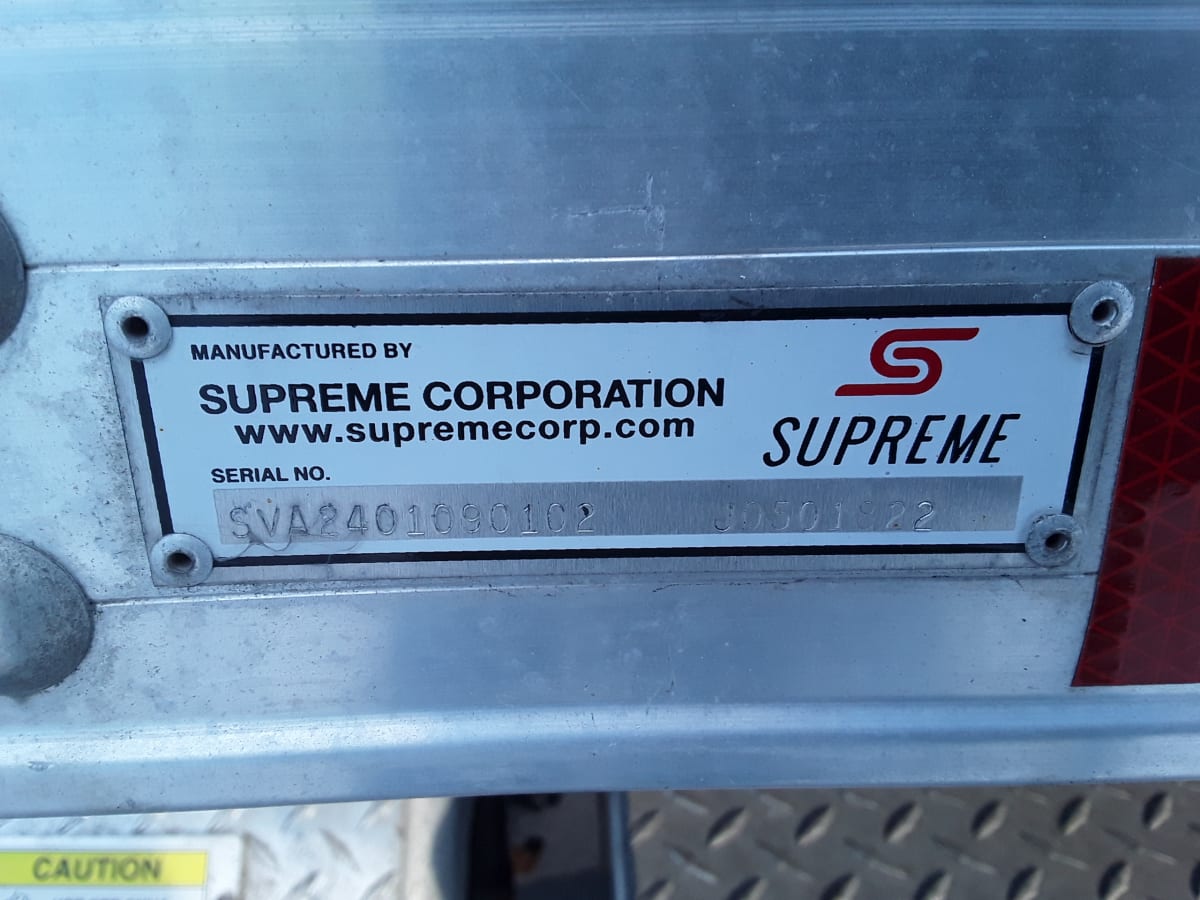 MANUFACTURED BY
SUPREME CORPORATION
www.supremecorp.com
SUPREME
SERIAL NO.
SVA2401090102
CAUTION